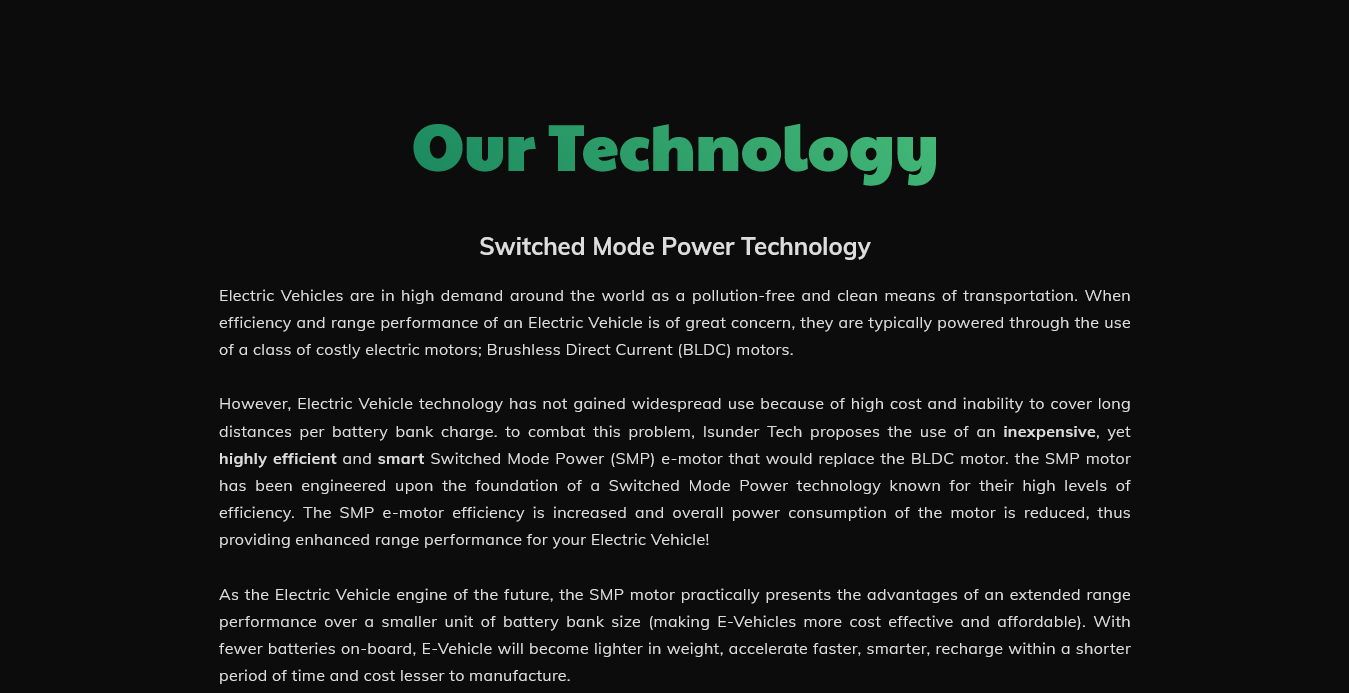 Our Technology
Switched Mode Power Technology
Electric Vehicles are in high demand around the world as a pollution-free and clean means of transportation. When
efficiency and range performance of an Electric Vehicle is of great concern, they are typically powered through the use
of a class of costly electric motors; Brushless Direct Current (BLDC) motors.
However, Electric Vehicle technology has not gained widespread use because of high cost and inability to cover long
distances per battery bank charge. to combat this problem, Isunder Tech proposes the use of an inexpensive, yet
highly efficient and smart Switched Mode Power (SMP) e-motor that would replace the BLDC motor. the SMP motor
has been engineered upon the foundation of a Switched Mode Power technology known for their high levels of
efficiency. The SMP e-motor efficiency is increased and overall power consumption of the motor is reduced, thus
providing enhanced range performance for your Electric Vehicle!
As the Electric Vehicle engine of the future, the SMP motor practically presents the advantages of an extended range
performance over a smaller unit of battery bank size (making E-Vehicles more cost effective and affordable). With
fewer batteries on-board, E-Vehicle will become lighter in weight, accelerate faster, smarter, recharge within a shorter
period of time and cost lesser to manufacture.